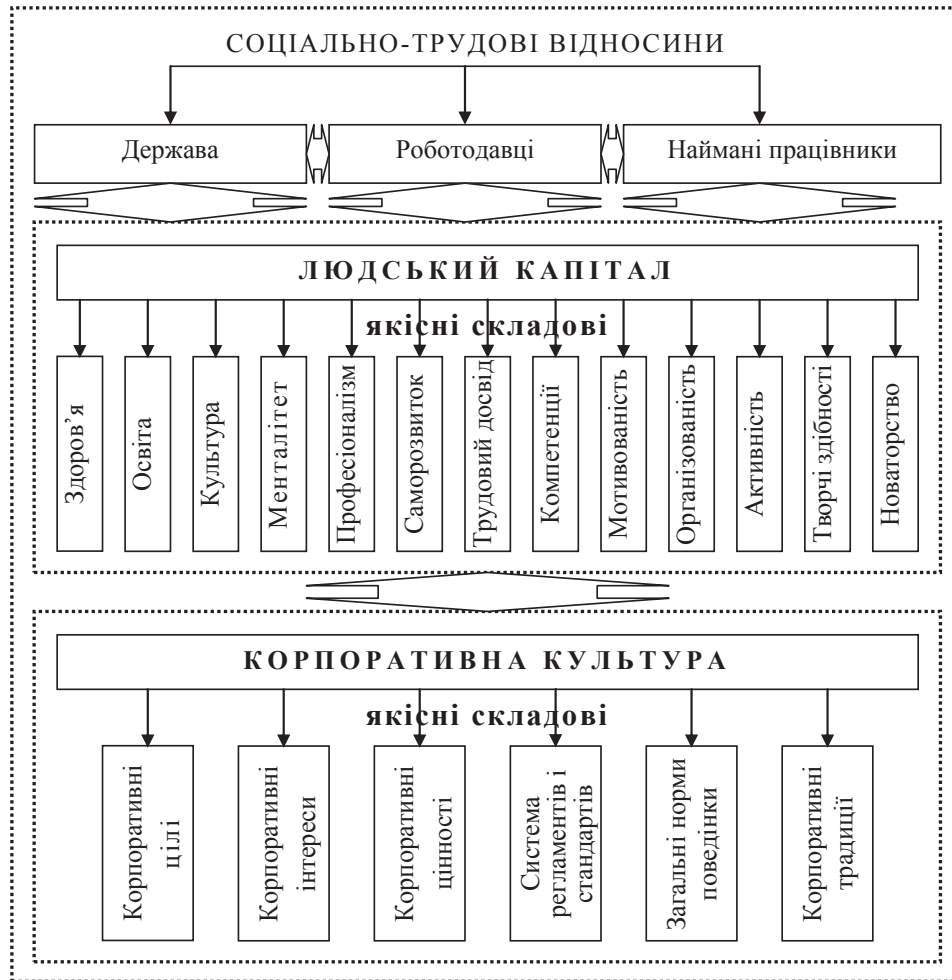 СОЦІАЛЬНО-ТРУДОВІ ВІДНОСИНИ
Держава
Роботодавці
Наймані працівники
ЛЮДСЬКИЙ КАПІТАЛ
якісні складові
Здоров’я
Освіта
Культура
Менталітет
Професіоналізм
Саморозвиток
Трудовий досвід
Компетенції
Мотивованість
Організованість
Активність
Творчі здібності
Новаторство
КОРПОРАТИВНА КУЛЬТУРА
якісні складові
Корпоративні
цілі
Корпоративні
інтереси
Корпоративні
цінності
Система
регламентів і
стандартів
Загальні норми
поведінки
Корпоративні
традиції